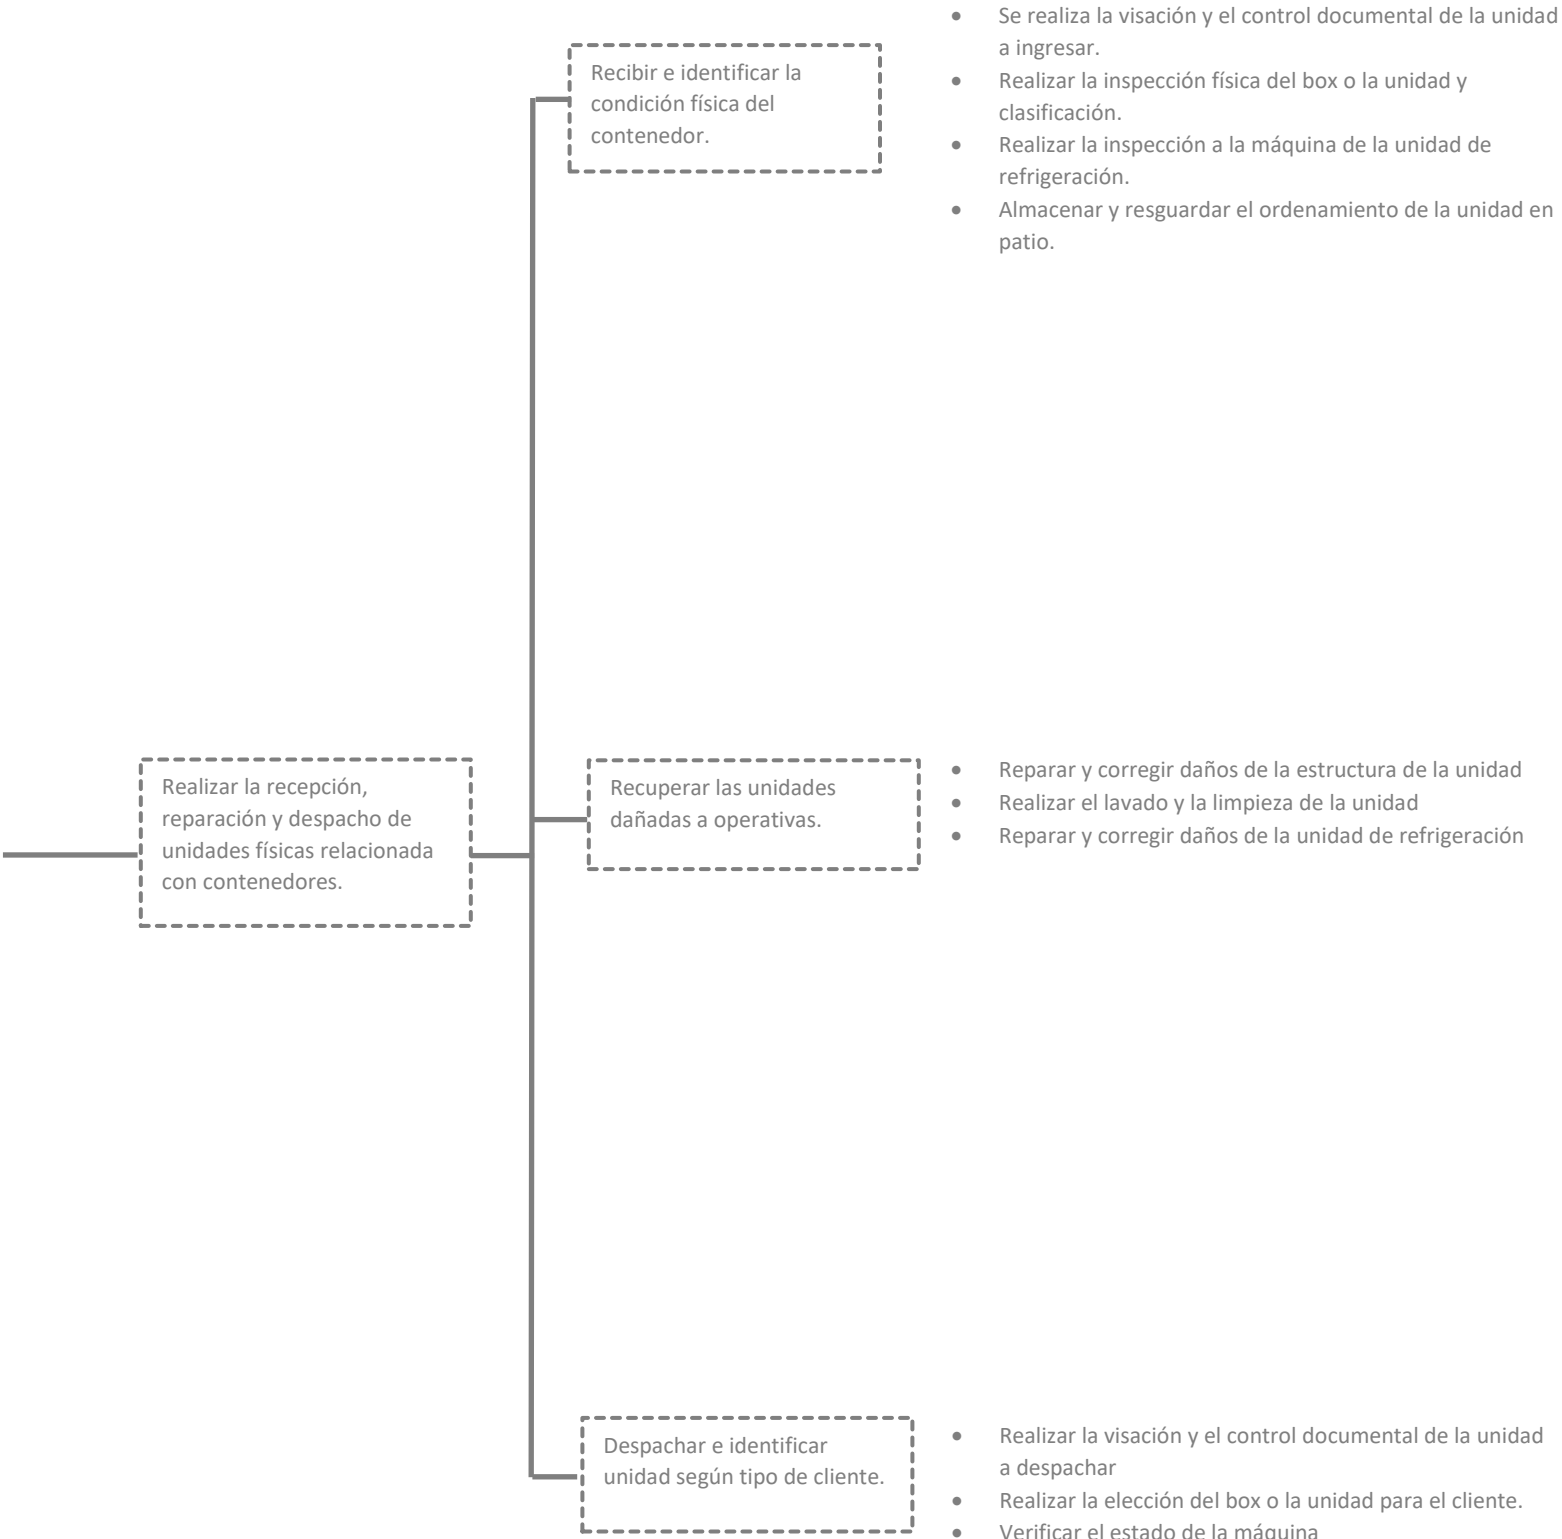 • Se realiza la visación y el control documental de la unidad
a ingresar.
• Realizar la inspección física del box o la unidad y
clasificación.
• Realizar la inspección a la máquina de la unidad de
refrigeración.
• Almacenar y resguardar el ordenamiento de la unidad en
patio.
Recibir e identificar la
condición física del
contenedor.
Realizar la recepción,
reparación y despacho de
unidades físicas relacionada
con contenedores.
Recuperar las unidades
dañadas a operativas.
• Reparar y corregir daños de la estructura de la unidad
• Realizar el lavado y la limpieza de la unidad
• Reparar y corregir daños de la unidad de refrigeración
Despachar e identificar
unidad según tipo de cliente.
• Realizar la visación y el control documental de la unidad
a despachar
• Realizar la elección del box o la unidad para el cliente.
• Verificar el estado de la máquina